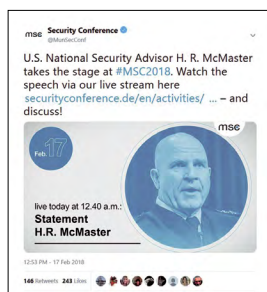 msc Security Conference
@MunSecConf
U.S. National Security Advisor H. R. McMaster
takes the stage at #MSC2018. Watch the
speech via our live stream here
securityconference.de/en/activities/ ... – and
discuss!
msc
Feb. 17
live today at 12.40 a.m.:
Statement
H.R. McMaster
12:53 PM - 17 Feb 2018
146 Retweets 243 Likes